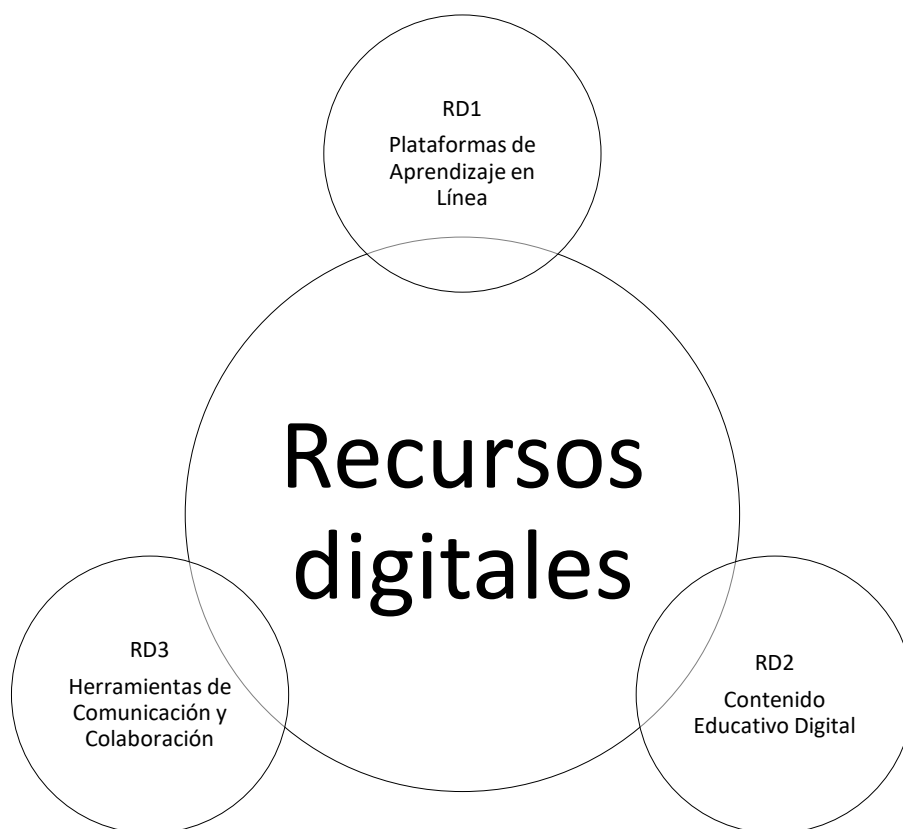 RD1
Plataformas de
Aprendizaje en
Línea
Recursos
digitales
RD3
Herramientas de
Comunicación y
Colaboración
RD2
Contenido
Educativo Digital